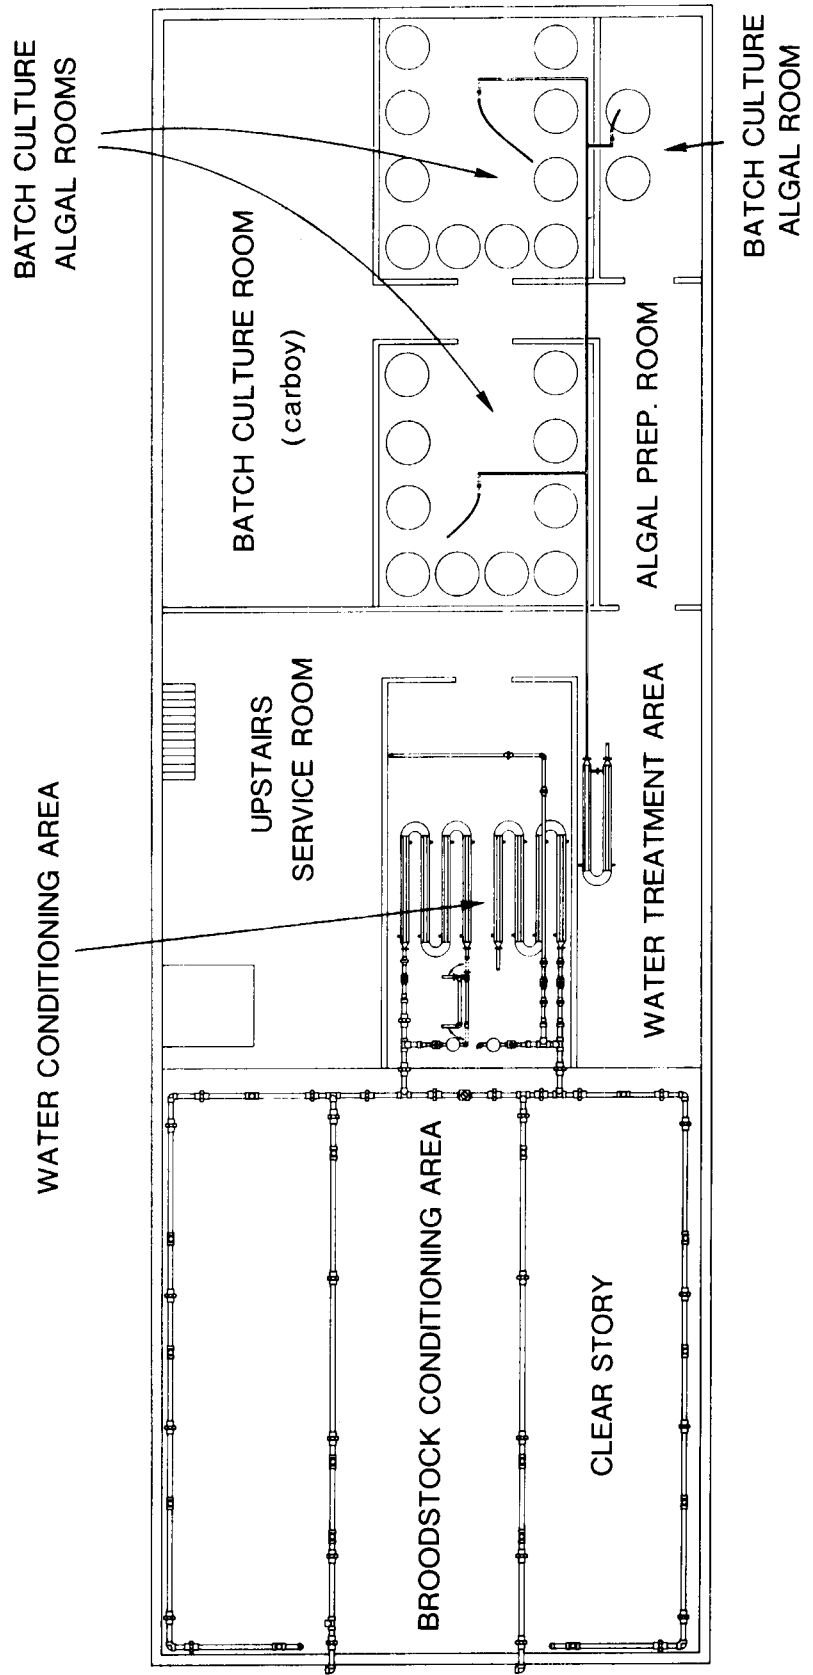 BATCH CULTURE
ALGAL ROOMS
BATCH CULTURE ROOM
(carboy)
ALGAL PREP. ROOM
BATCH CULTURE
ALGAL ROOM
WATER CONDITIONING AREA
UPSTAIRS
SERVICE ROOM
WATER TREATMENT AREA
BROODSTOCK CONDITIONING AREA
CLEAR STORY